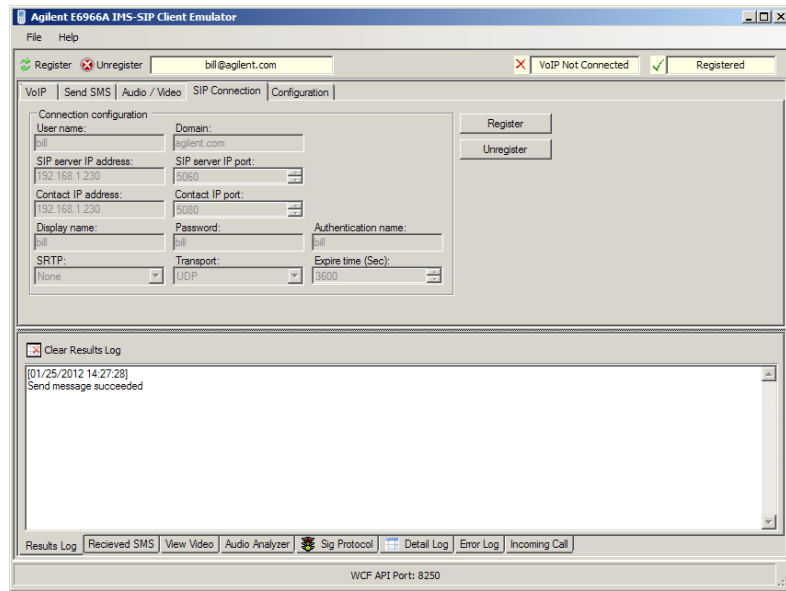 Agilent E6966A IMS-SIP Client Emulator
File Help
Register Unregister bill@agilent.com VoIP Not Connected Registered
VoIP Send SMS Audio / Video SIP Connection Configuration
Connection configuration
User name: Domain:
bill agilent.com
Register
Unregister
SIP server IP address: SIP server IP port:
192.168.1.230 5060
Contact IP address: Contact IP port:
192.168.1.230 5080
Display name: Password: Authentication name:
bill bill bill
SRTP: Transport: Expire time (Sec):
None UDP 3600
Clear Results Log
[01/25/2012 14:27:28]
Send message succeeded
Results Log Recieved SMS View Video Audio Analyzer Sig Protocol Detail Log Error Log Incoming Call
WCF API Port: 8250